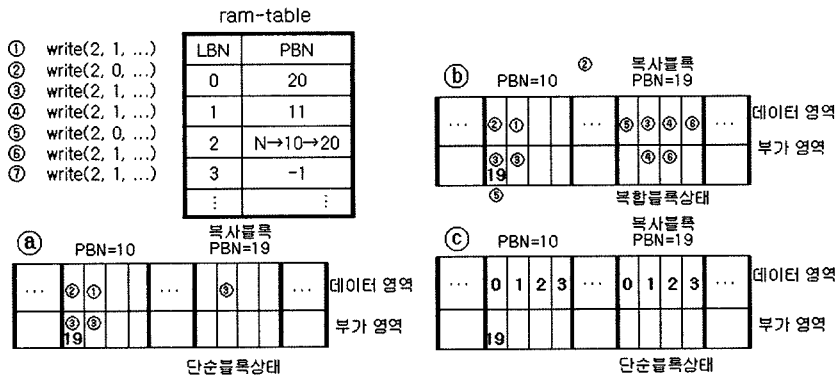 ram-table
① write(2, 1, ...)
② write(2, 0, ...)
③ write(2, 1, ...)
④ write(2, 1, ...)
⑤ write(2, 0, ...)
⑥ write(2, 1, ...)
⑦ write(2, 1, ...)
LBN PBN
0 20
1 11
2 N→10→20
3 -1
⋮ ⋮
ⓐ PBN=10
복사블록
PBN=19
... ② ① ... ③ ... 데이터 영역
③ ③ 부가 영역
19
단순블록상태
②
ⓑ PBN=10
복사블록
PBN=19
... ② ① ... ⑤ ③ ④ ⑥ ... 데이터 영역
③ ③ ④ ⑥ 부가 영역
19
⑤
복합블록상태
ⓒ PBN=10
복사블록
PBN=19
... 0 1 2 3 ... 0 1 2 3 ... 데이터 영역
19 부가 영역
단순블록상태